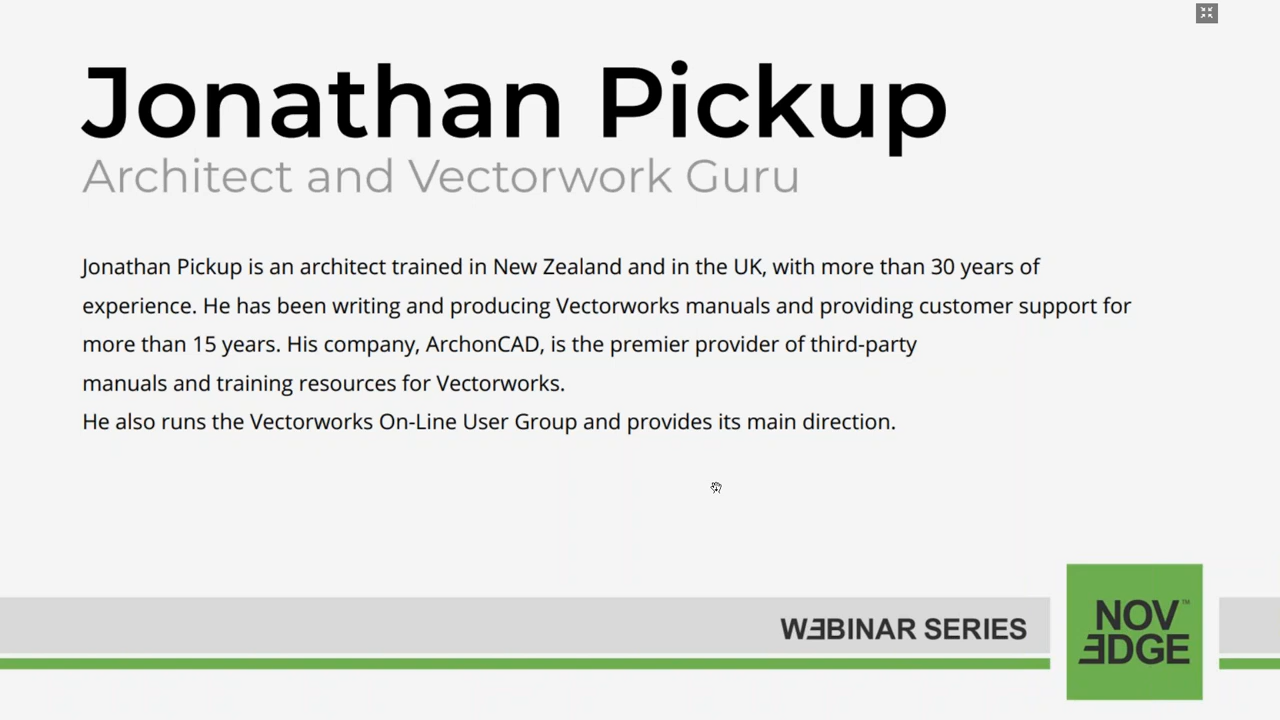 Jonathan Pickup
Architect and Vectorwork Guru
Jonathan Pickup is an architect trained in New Zealand and in the UK, with more than 30 years of
experience. He has been writing and producing Vectorworks manuals and providing customer support for
more than 15 years. His company, ArchonCAD, is the premier provider of third-party
manuals and training resources for Vectorworks.
He also runs the Vectorworks On-Line User Group and provides its main direction.
WƎBINAR SERIES
NOV™
ƎDGE